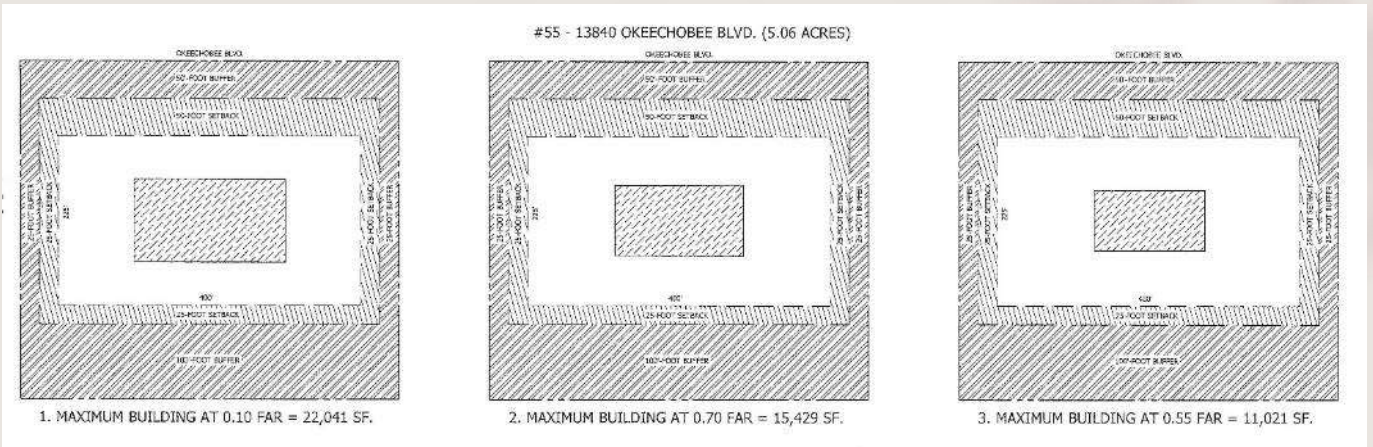 #55 - 13840 OKEECHOBEE BLVD. (5.06 ACRES)
OKEECHOBEE BLVD.
50'-FOOT BUFFER
50-FOOT SETBACK
25-FOOT BUFFER
25-FOOT SETBACK
225'
25-FOOT SETBACK
25-FOOT BUFFER
400'
25-FOOT SETBACK
100'-FOOT BUFFER
1. MAXIMUM BUILDING AT 0.10 FAR = 22,041 SF.
OKEECHOBEE BLVD.
50'-FOOT BUFFER
50-FOOT SETBACK
25-FOOT BUFFER
25-FOOT SETBACK
225'
25-FOOT SETBACK
25-FOOT BUFFER
400'
25-FOOT SETBACK
100'-FOOT BUFFER
2. MAXIMUM BUILDING AT 0.70 FAR = 15,429 SF.
OKEECHOBEE BLVD.
50-FOOT BUFFER
50-FOOT SETBACK
25-FOOT BUFFER
25-FOOT SETBACK
225'
25-FOOT SETBACK
25-FOOT BUFFER
400'
25-FOOT SETBACK
100'-FOOT BUFFER
3. MAXIMUM BUILDING AT 0.55 FAR = 11,021 SF.